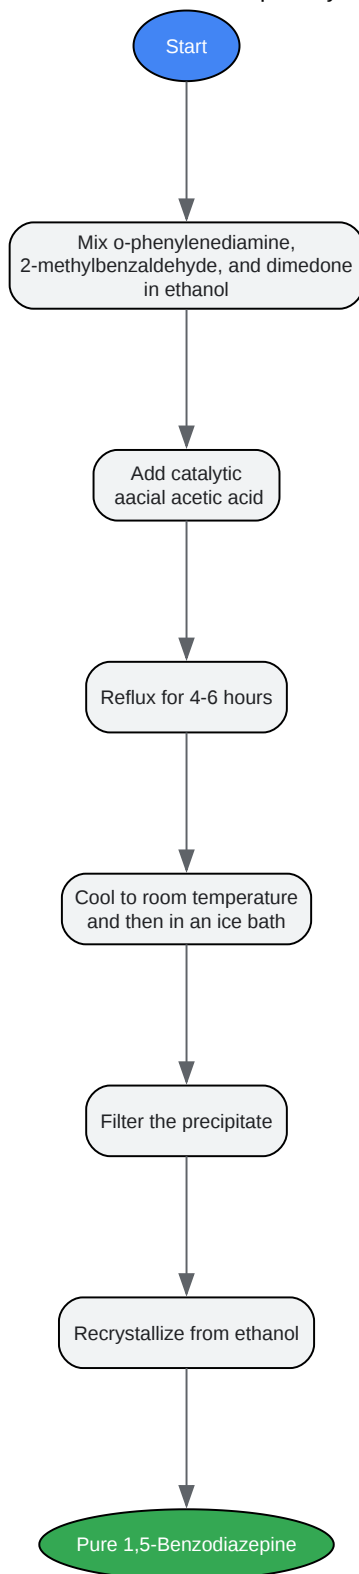 Start
Mix o-phenylenediamine,
2-methylbenzaldehyde, and dimedone
in ethanol
Add catalytic
aacial acetic acid
Reflux for 4-6 hours
Cool to room temperature
and then in an ice bath
Filter the precipitate
Recrystallize from ethanol
Pure 1,5-Benzodiazepine